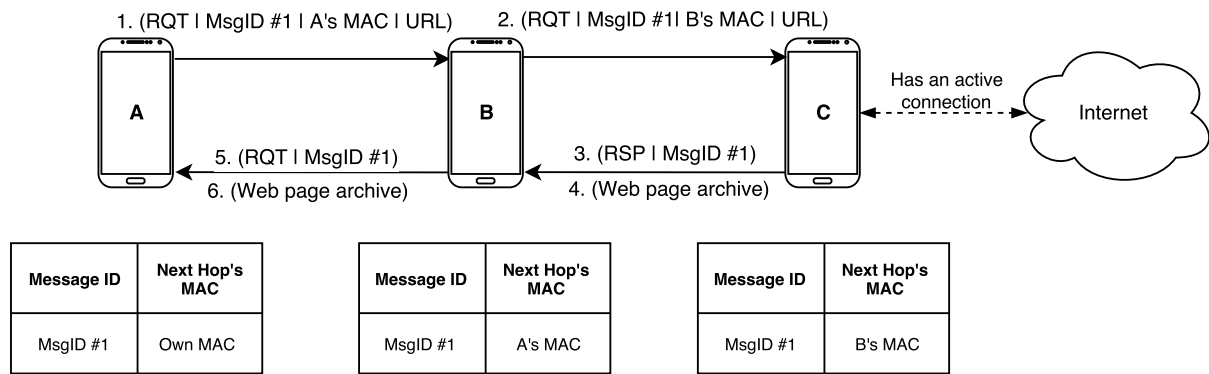 1. (RQT | MsgID #1 | A's MAC | URL)
2. (RQT | MsgID #1| B's MAC | URL)
A
B
C
Has an active
connection
Internet
5. (RQT | MsgID #1)
6. (Web page archive)
3. (RSP | MsgID #1)
4. (Web page archive)
Message ID
Next Hop's
MAC
MsgID #1
Own MAC
Message ID
Next Hop's
MAC
MsgID #1
A's MAC
Message ID
Next Hop's
MAC
MsgID #1
B's MAC